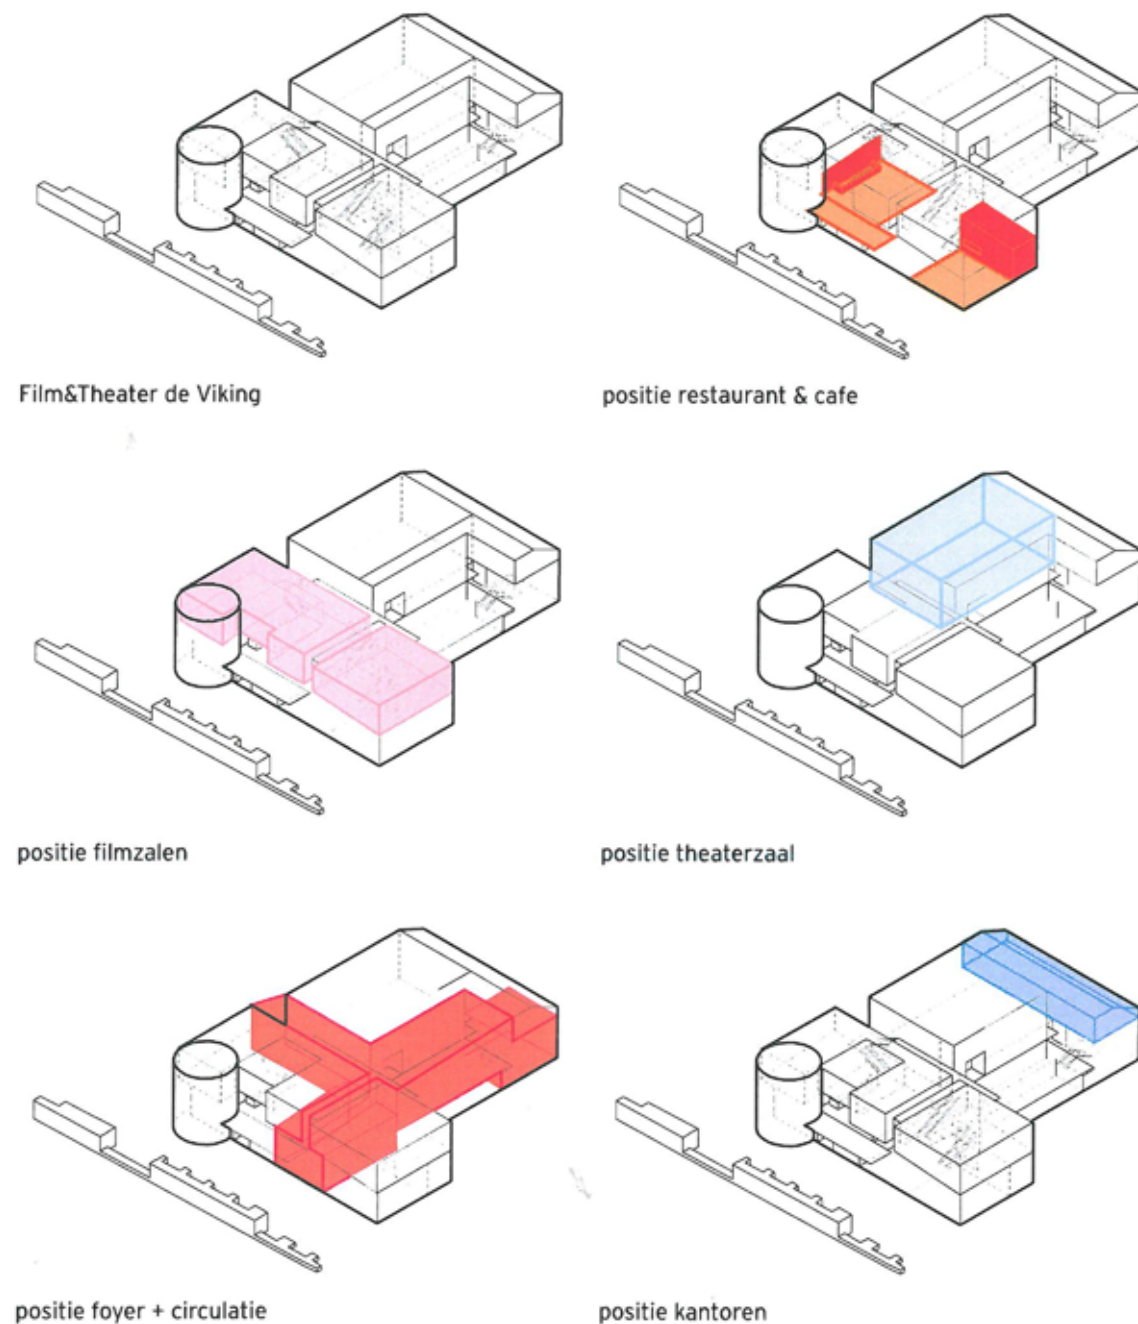 Film&Theater de Viking
positie restaurant & cafe
positie filmzalen
positie theaterzaal
positie foyer + circulatie
positie kantoren